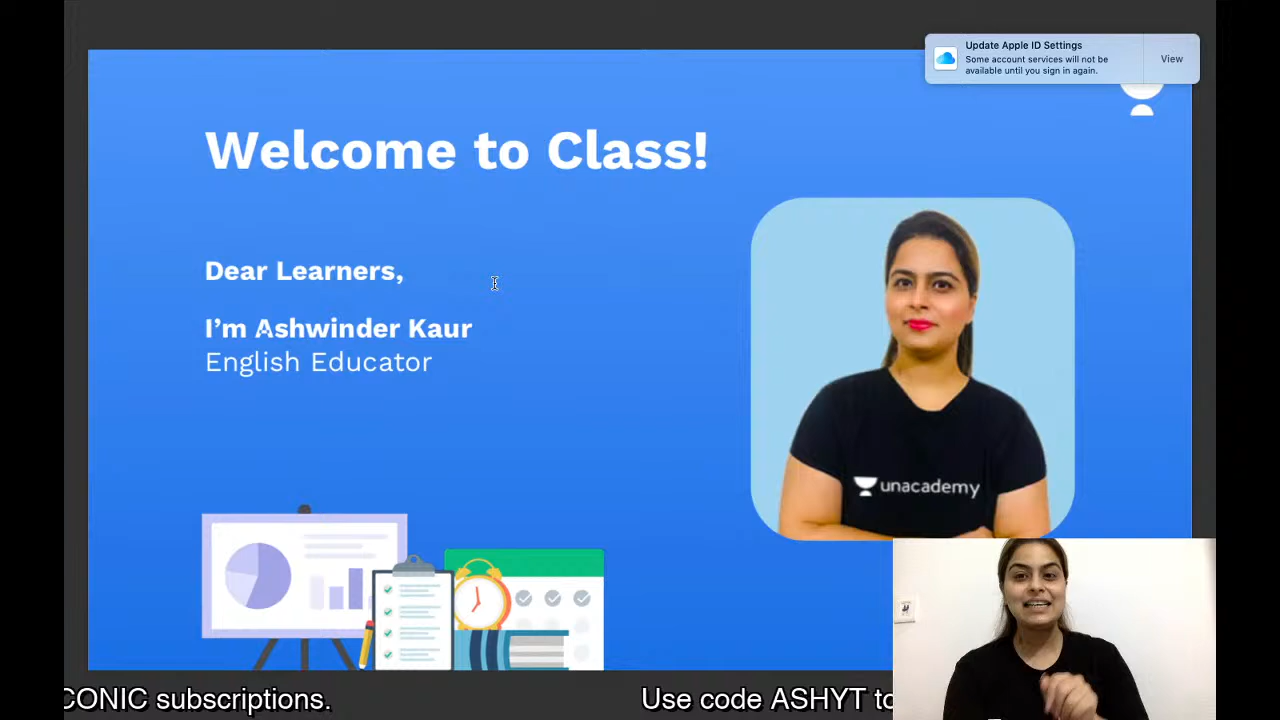 Update Apple ID Settings
Some account services will not be
available until you sign in again.
View
Welcome to Class!
Dear Learners,
I'm Ashwinder Kaur
English Educator
unacademy
CONIC subscriptions.
Use code ASHYT to